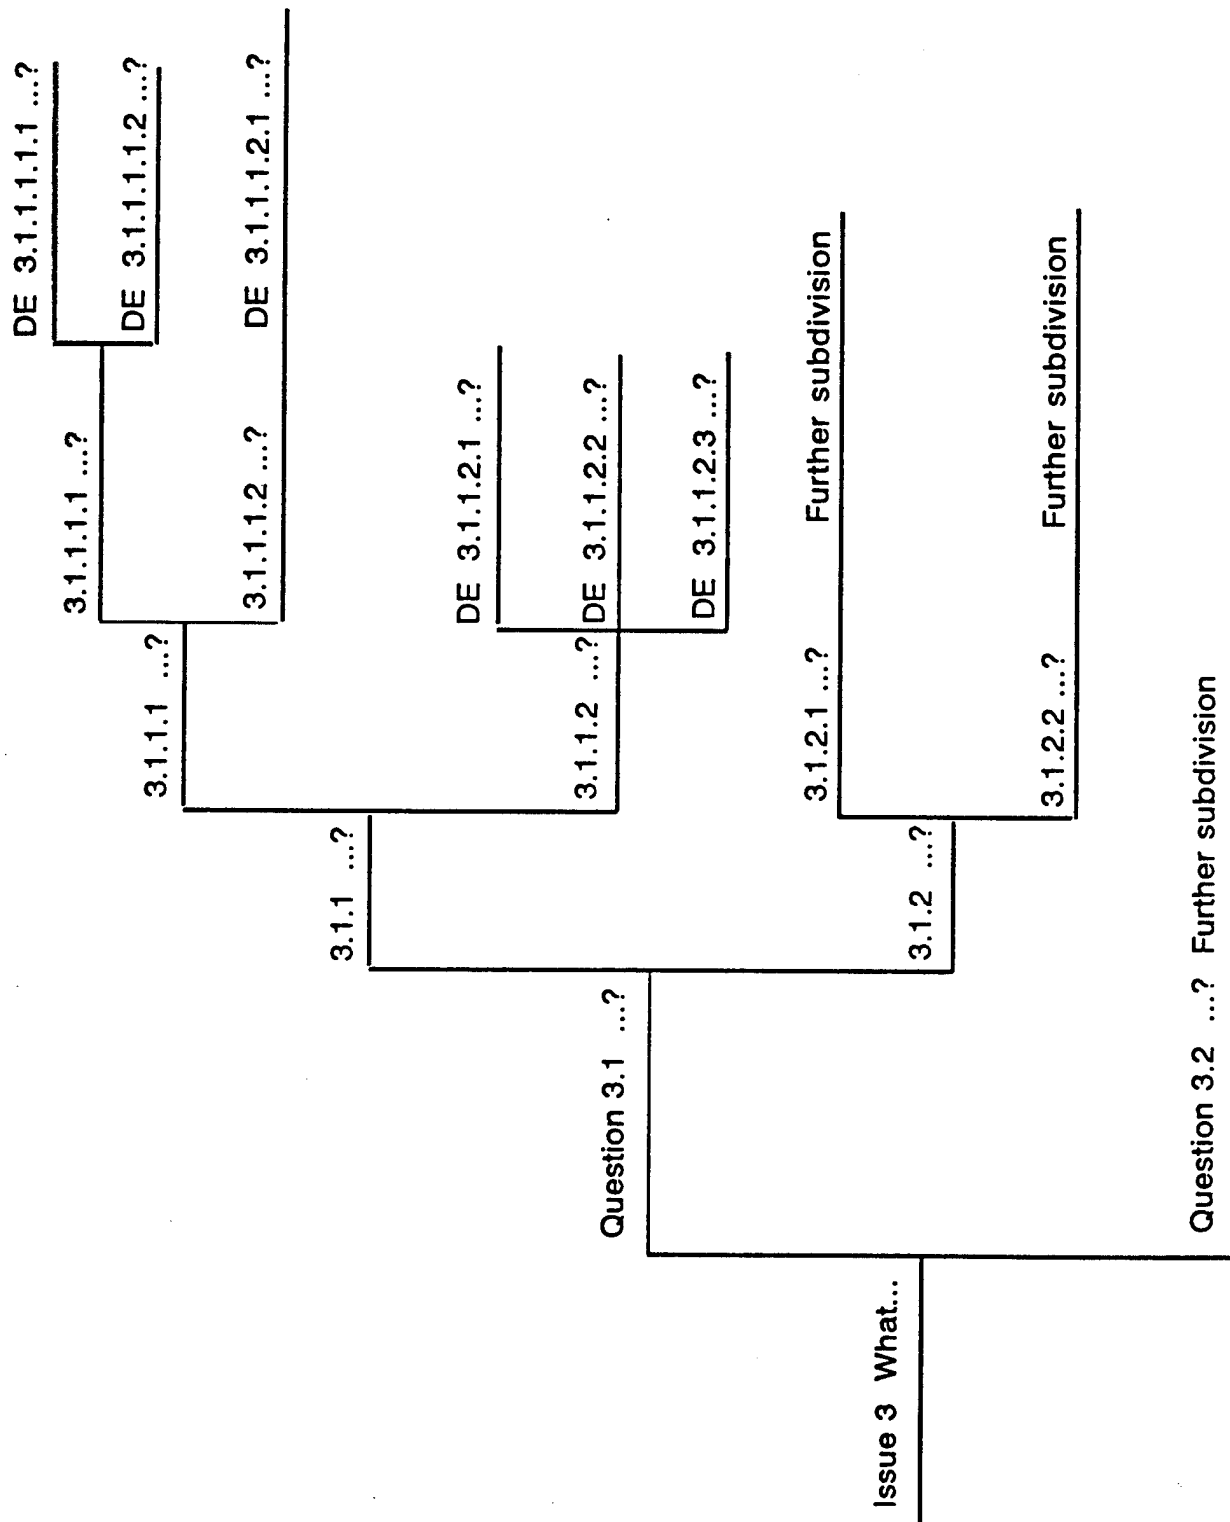 DE 3.1.1.1.1.1 ...?
3.1.1.1.1 ...?
DE 3.1.1.1.1.2 ...?
3.1.1.1 ...?
3.1.1.1.2 ...? DE 3.1.1.1.2.1 ...?
3.1.1 ...?
DE 3.1.1.2.1 ...?
3.1.1.2 ...? DE 3.1.1.2.2 ...?
Question 3.1 ...?
DE 3.1.1.2.3 ...?
3.1.2.1 ...? Further subdivision
Issue 3 What...
3.1.2 ...?
3.1.2.2 ...? Further subdivision
Question 3.2 ...? Further subdivision